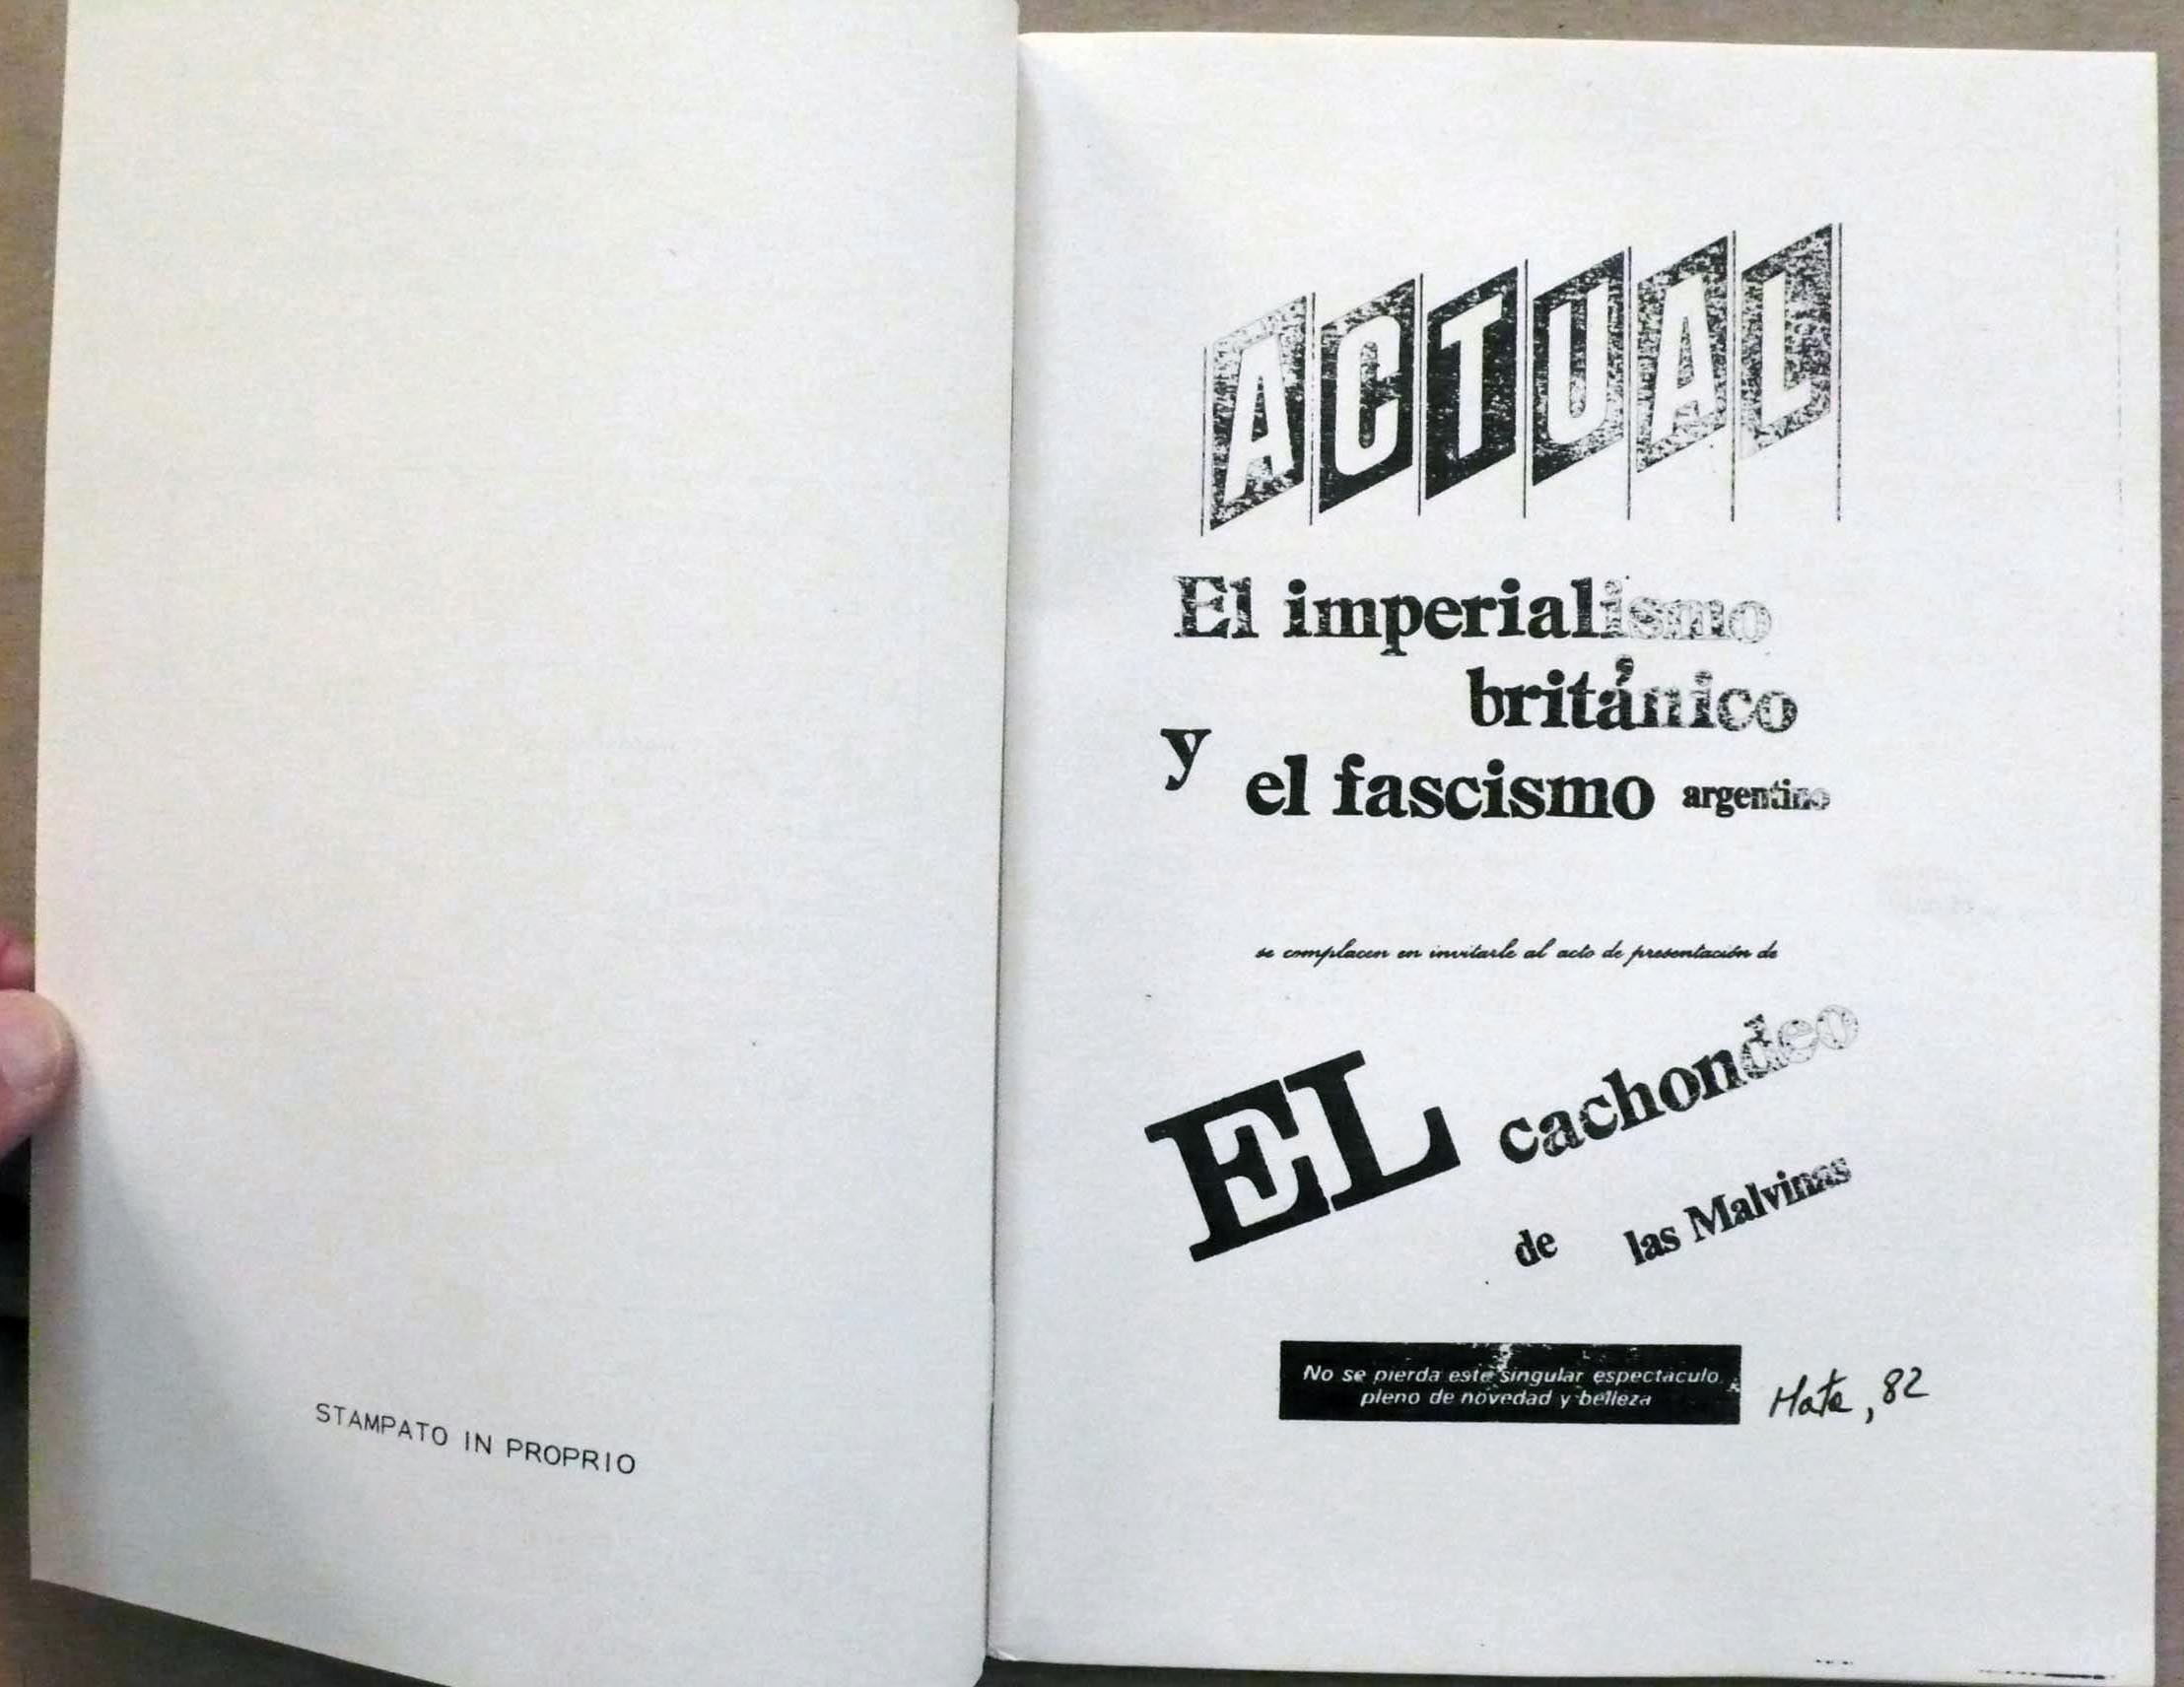 STAMPATO IN PROPRIO
ACTUAL
El imperialismo
británico
y
el fascismo argentino
se complacen en invitarle al acto de presentación de
EL cachondeo
de las Malvinas
No se pierda este singular espectaculo
pleno de novedad y belleza
Mata, 82